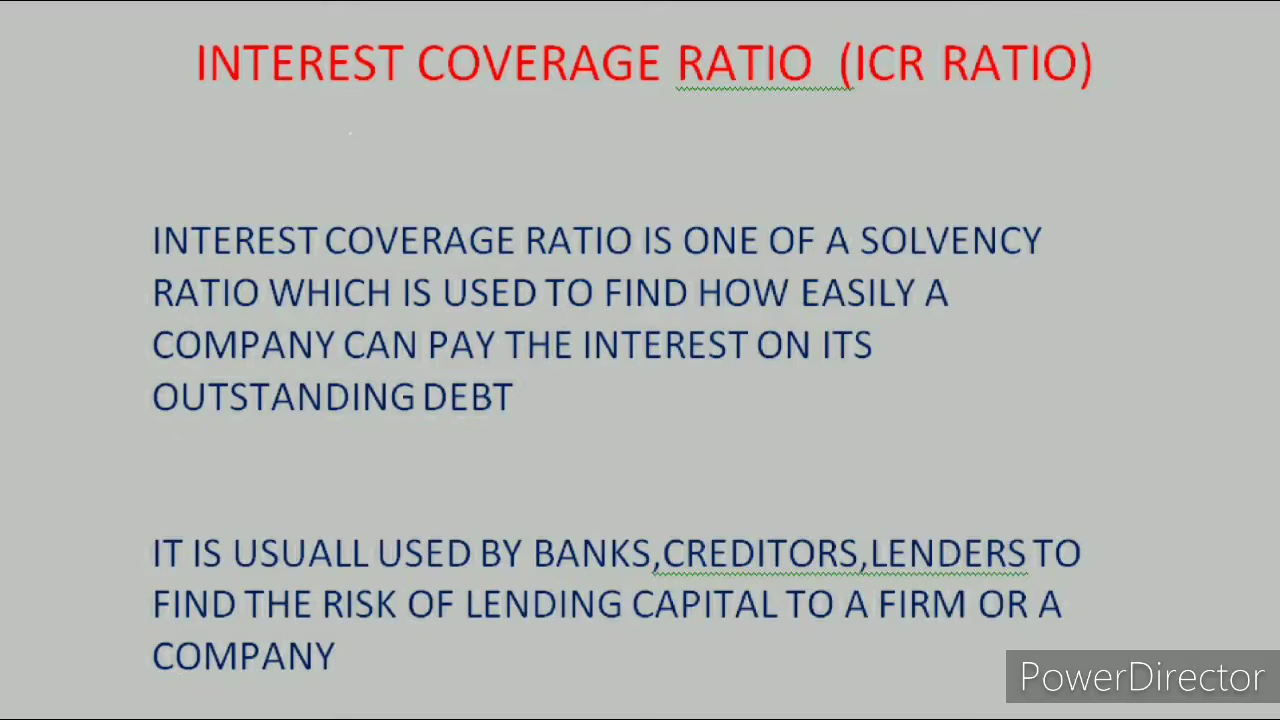 INTEREST COVERAGE RATIO (ICR RATIO)
INTEREST COVERAGE RATIO IS ONE OF A SOLVENCY
RATIO WHICH IS USED TO FIND HOW EASILY A
COMPANY CAN PAY THE INTEREST ON ITS
OUTSTANDING DEBT
IT IS USUALL USED BY BANKS,CREDITORS,LENDERS TO
FIND THE RISK OF LENDING CAPITAL TO A FIRM OR A
COMPANY
PowerDirector